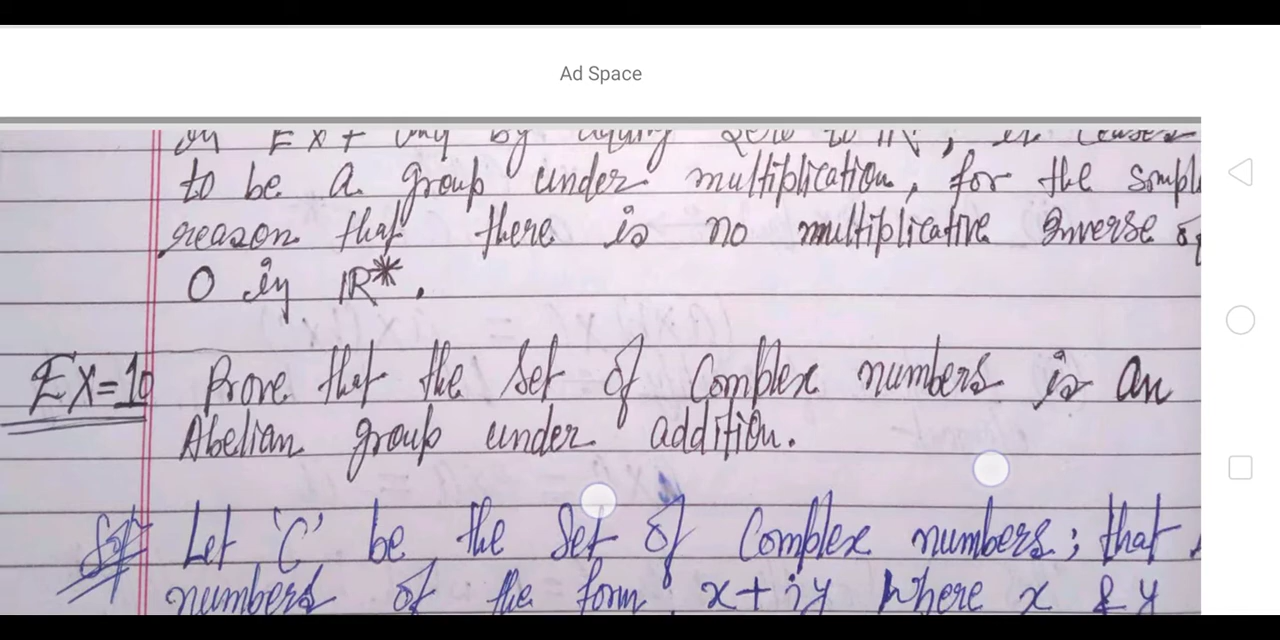 Ad Space
to be a group under multiplication, for the
reason that there is no multiplicative inverse of
0 in IR*.
EX=10 Prove that the set of Complex numbers is an
Abelian group under addition.
Sol Let 'C' be the set of Complex numbers; that
numbers of the form x+iy where x & y